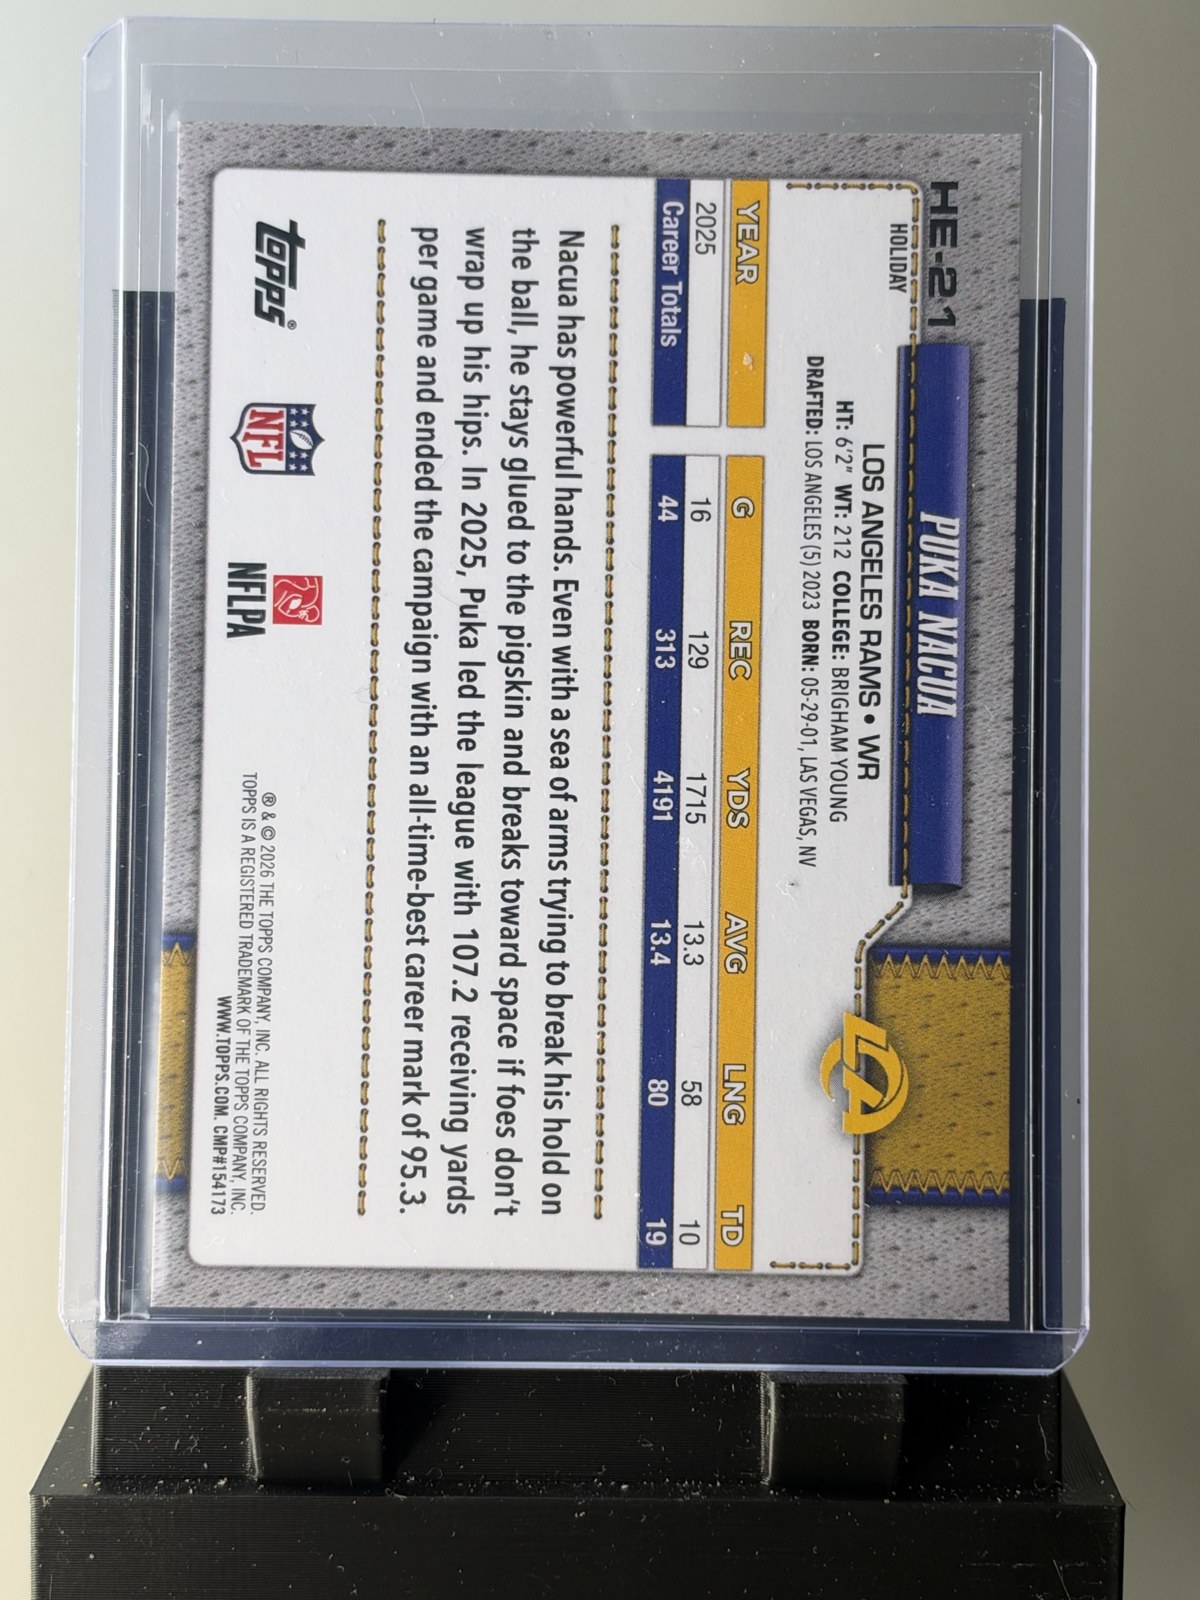 HE-21
HOLIDAY
PUKA NACUA
LOS ANGELES RAMS • WR
HT: 6'2" WT: 212 COLLEGE: BRIGHAM YOUNG
DRAFTED: LOS ANGELES (5) 2023 BORN: 05-29-01, LAS VEGAS, NV
LA
YEAR G REC YDS AVG LNG TD
2025 16 129 1715 13.3 58 10
Career Totals 44 313 4191 13.4 80 19
Nacua has powerful hands. Even with a sea of arms trying to break his hold on
the ball, he stays glued to the pigskin and breaks toward space if foes don't
wrap up his hips. In 2025, Puka led the league with 107.2 receiving yards
per game and ended the campaign with an all-time-best career mark of 95.3.
topps®
NFL
NFLPA
® & © 2026 THE TOPPS COMPANY, INC. ALL RIGHTS RESERVED.
TOPPS IS A REGISTERED TRADEMARK OF THE TOPPS COMPANY, INC.
WWW.TOPPS.COM. CMP#154173